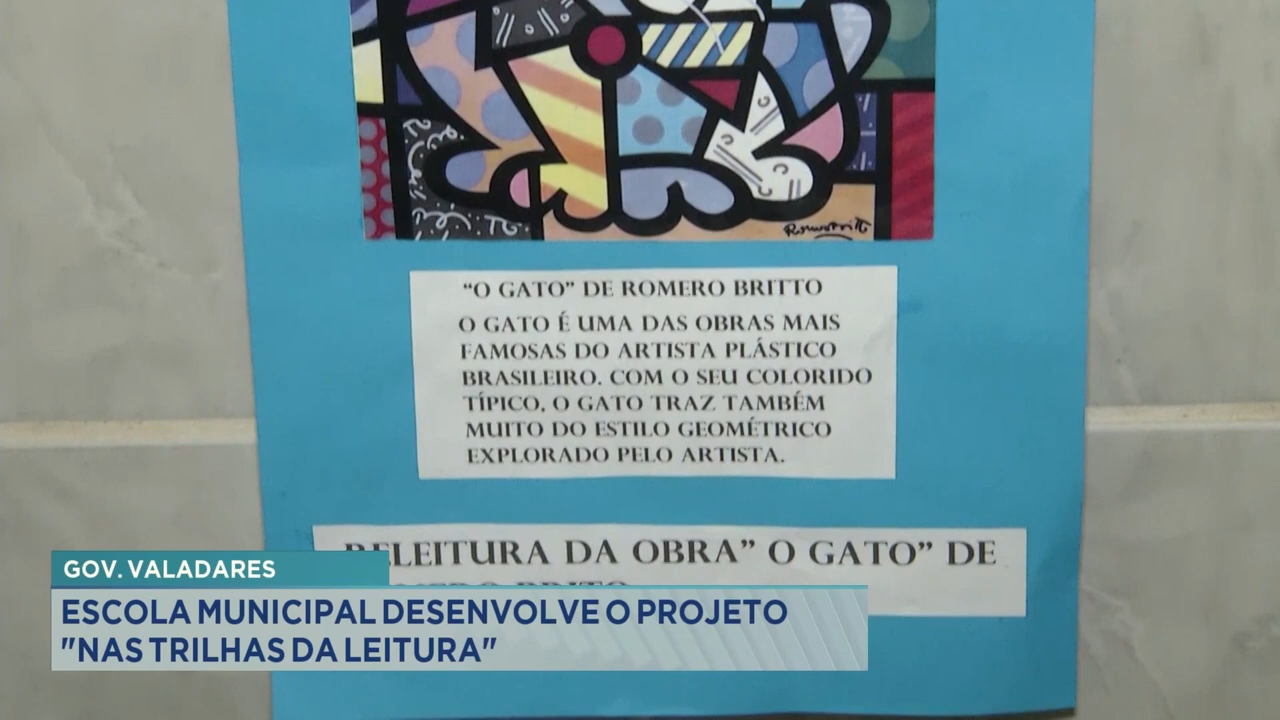 "O GATO" DE ROMERO BRITTO
O GATO É UMA DAS OBRAS MAIS
FAMOSAS DO ARTISTA PLÁSTICO
BRASILEIRO. COM O SEU COLORIDO
TÍPICO, O GATO TRAZ TAMBÉM
MUITO DO ESTILO GEOMÉTRICO
EXPLORADO PELO ARTISTA.
RELEITURA DA OBRA" O GATO" DE
GOV. VALADARES
ESCOLA MUNICIPAL DESENVOLVE O PROJETO
"NAS TRILHAS DA LEITURA"